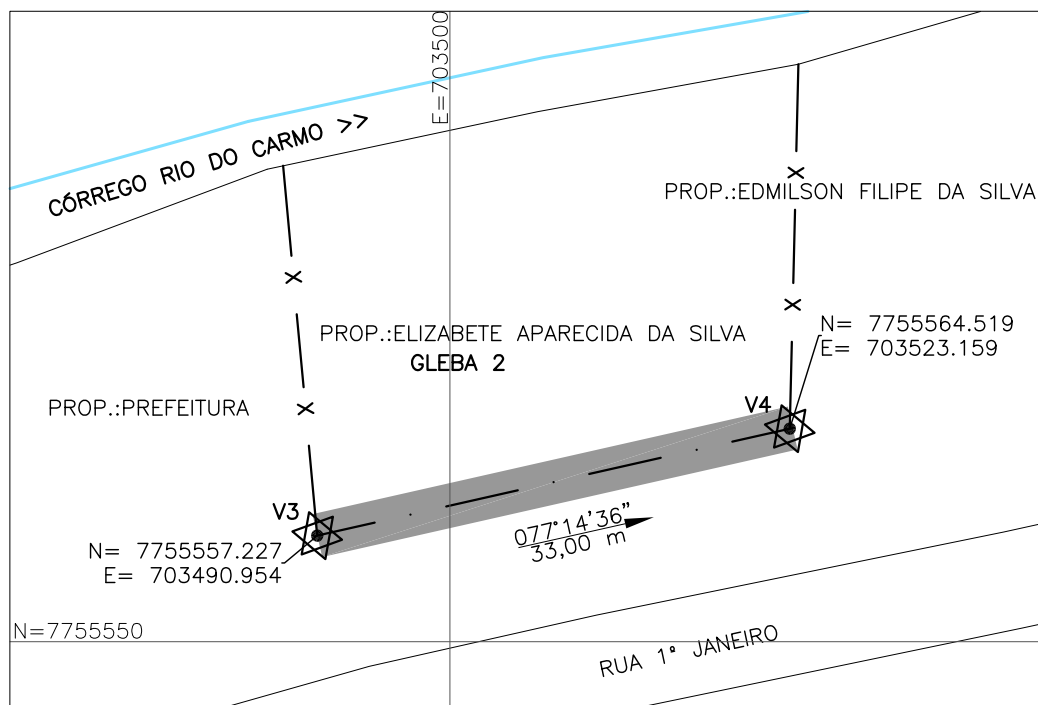 E=703500
CÓRREGO RIO DO CARMO >>
PROP.:EDMILSON FILIPE DA SILVA
PROP.:ELIZABETE APARECIDA DA SILVA
GLEBA 2
N= 7755564.519
E= 703523.159
PROP.:PREFEITURA
V4
V3
077°14'36"
33,00 m
N= 7755557.227
E= 703490.954
N=7755550
RUA 1ª JANEIRO